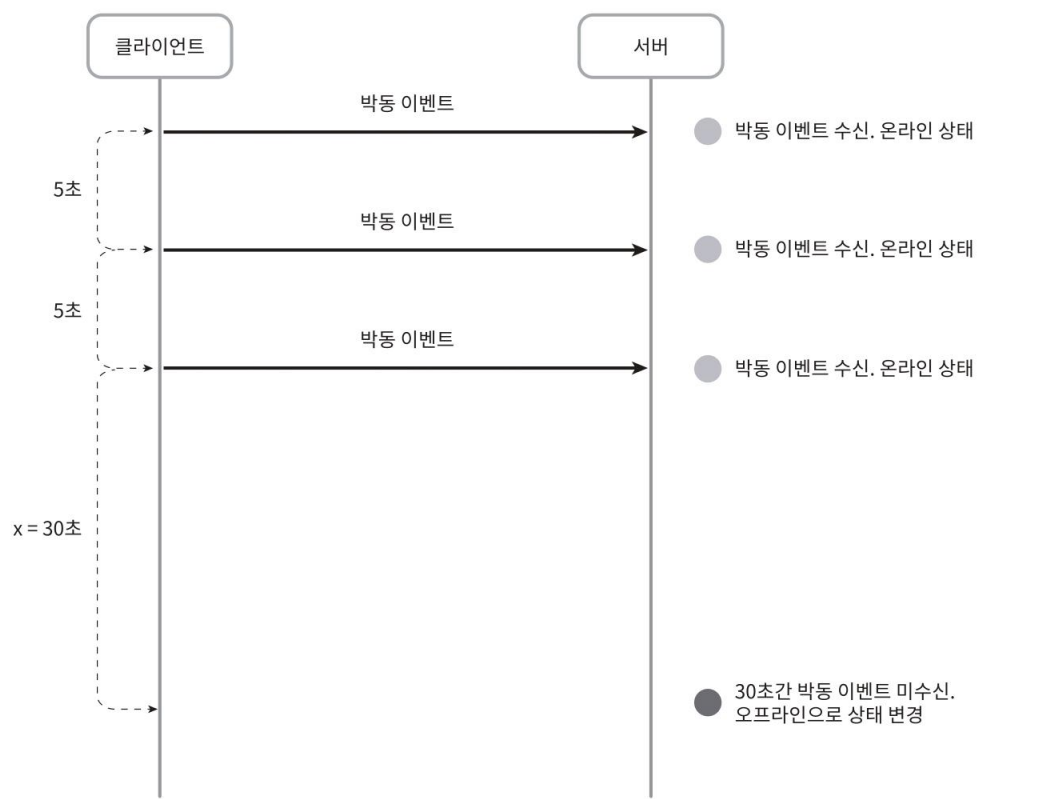 클라이언트
서버
박동 이벤트
박동 이벤트 수신. 온라인 상태
5초
박동 이벤트
박동 이벤트 수신. 온라인 상태
5초
박동 이벤트
박동 이벤트 수신. 온라인 상태
x = 30초
30초간 박동 이벤트 미수신.
오프라인으로 상태 변경